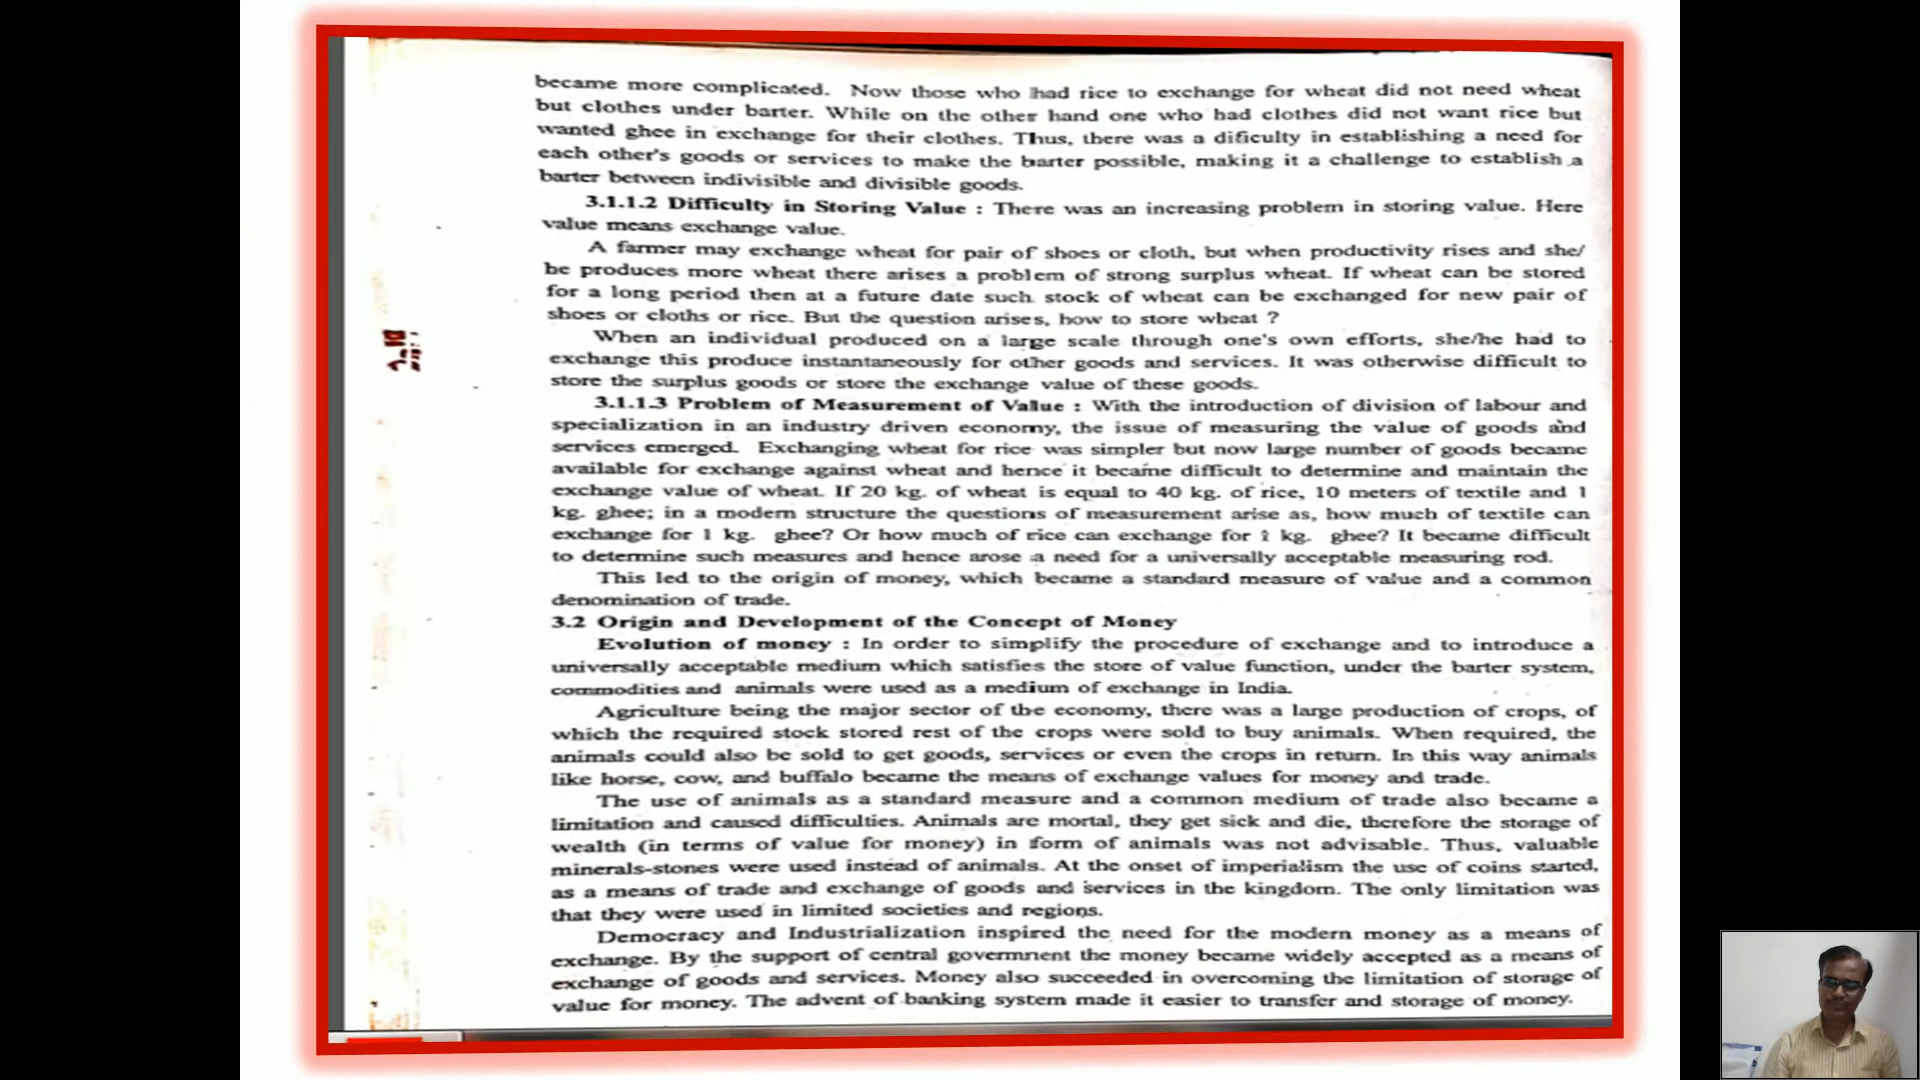 became more complicated. Now those who had rice to exchange for wheat did not need wheat
but clothes under barter. While on the other hand one who had clothes did not want rice but
wanted ghee in exchange for their clothes. Thus, there was a dificulty in establishing a need for
each other's goods or services to make the barter possible, making it a challenge to establish a
barter between indivisible and divisible goods.
3.1.1.2 Difficulty in Storing Value : There was an increasing problem in storing value. Here
value means exchange value.
A farmer may exchange wheat for pair of shoes or cloth, but when productivity rises and she/
he produces more wheat there arises a problem of strong surplus wheat. If wheat can be stored
for a long period then at a future date such stock of wheat can be exchanged for new pair of
shoes or cloths or rice. But the question arises, how to store wheat ?
When an individual produced on a large scale through one's own efforts, she/he had to
exchange this produce instantaneously for other goods and services. It was otherwise difficult to
store the surplus goods or store the exchange value of these goods.
3.1.1.3 Problem of Measurement of Value : With the introduction of division of labour and
specialization in an industry driven economy, the issue of measuring the value of goods and
services emerged. Exchanging wheat for rice was simpler but now large number of goods became
available for exchange against wheat and hence it became difficult to determine and maintain the
exchange value of wheat. If 20 kg. of wheat is equal to 40 kg. of rice, 10 meters of textile and 1
kg. ghee; in a modern structure the questions of measurement arise as, how much of textile can
exchange for 1 kg. ghee? Or how much of rice can exchange for 1 kg. ghee? It became difficult
to determine such measures and hence arose a need for a universally acceptable measuring rod.
This led to the origin of money, which became a standard measure of value and a common
denomination of trade.
3.2 Origin and Development of the Concept of Money
Evolution of money : In order to simplify the procedure of exchange and to introduce a
universally acceptable medium which satisfies the store of value function, under the barter system,
commodities and animals were used as a medium of exchange in India.
Agriculture being the major sector of the economy, there was a large production of crops, of
which the required stock stored rest of the crops were sold to buy animals. When required, the
animals could also be sold to get goods, services or even the crops in return. In this way animals
like horse, cow, and buffalo became the means of exchange values for money and trade.
The use of animals as a standard measure and a common medium of trade also became a
limitation and caused difficulties. Animals are mortal, they get sick and die, therefore the storage of
wealth (in terms of value for money) in form of animals was not advisable. Thus, valuable
minerals-stones were used instead of animals. At the onset of imperialism the use of coins started,
as a means of trade and exchange of goods and services in the kingdom. The only limitation was
that they were used in limited societies and regions.
Democracy and Industrialization inspired the need for the modern money as a means of
exchange. By the support of central government the money became widely accepted as a means of
exchange of goods and services. Money also succeeded in overcoming the limitation of storage of
value for money. The advent of banking system made it easier to transfer and storage of money.